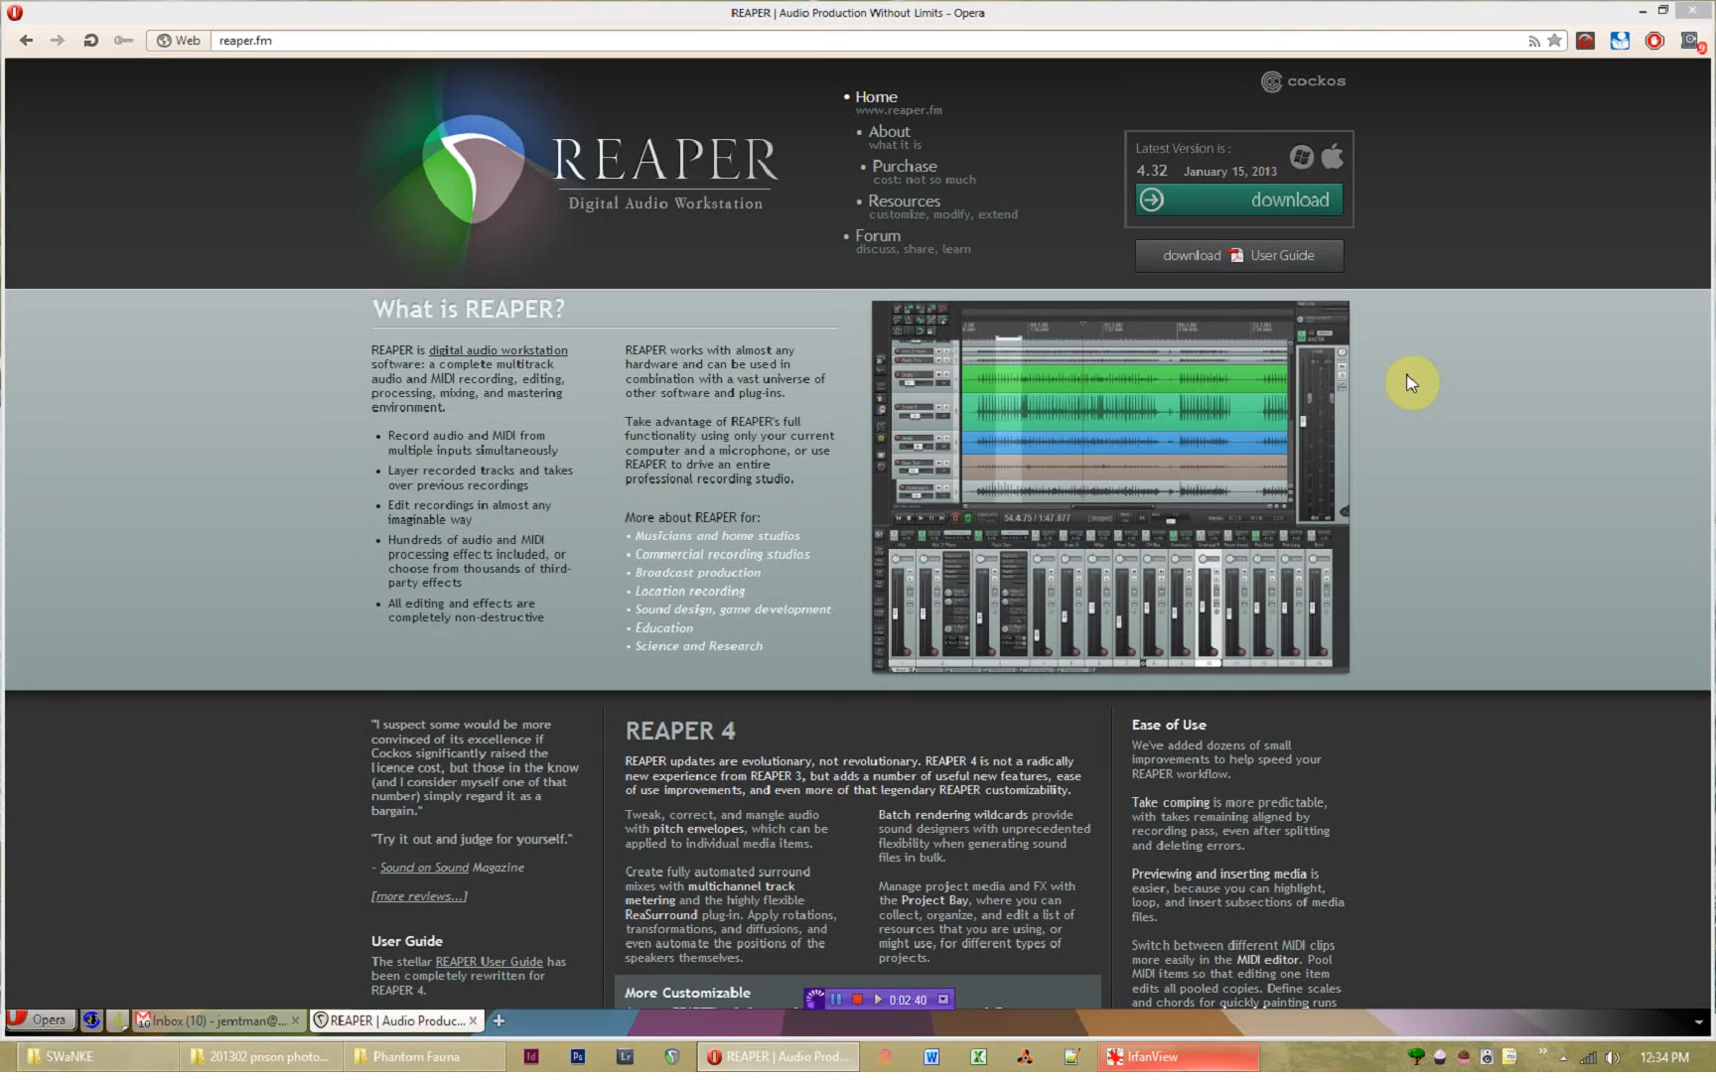 REAPER | Audio Production Without Limits - Opera
Web
reaper.fm
9
cockos
REAPER
Digital Audio Workstation
• Home
www.reaper.fm
• About
what it is
• Purchase
cost: not so much
• Resources
customize, modify, extend
• Forum
discuss, share, learn
Latest Version is :
4.32 January 15, 2013
download
download User Guide
What is REAPER?
REAPER is digital audio workstation
software: a complete multitrack
audio and MIDI recording, editing,
processing, mixing, and mastering
environment.
• Record audio and MIDI from
multiple inputs simultaneously
• Layer recorded tracks and takes
over previous recordings
• Edit recordings in almost any
imaginable way
• Hundreds of audio and MIDI
processing effects included, or
choose from thousands of third-
party effects
• All editing and effects are
completely non-destructive
REAPER works with almost any
hardware and can be used in
combination with a vast universe of
other software and plug-ins.
Take advantage of REAPER's full
functionality using only your current
computer and a microphone, or use
REAPER to drive an entire
professional recording studio.
More about REAPER for:
• Musicians and home studios
• Commercial recording studios
• Broadcast production
• Location recording
• Sound design, game development
• Education
• Science and Research
54.4.75 / 1:47.877
"I suspect some would be more
convinced of its excellence if
Cockos significantly raised the
licence cost, but those in the know
(and I consider myself one of that
number) simply regard it as a
bargain."
"Try it out and judge for yourself."
- Sound on Sound Magazine
[more reviews...]
User Guide
The stellar REAPER User Guide has
been completely rewritten for
REAPER 4.
REAPER 4
REAPER updates are evolutionary, not revolutionary. REAPER 4 is not a radically
new experience from REAPER 3, but adds a number of useful new features, ease
of use improvements, and even more of that legendary REAPER customizability.
Tweak, correct, and mangle audio
with pitch envelopes, which can be
applied to individual media items.
Create fully automated surround
mixes with multichannel track
metering and the highly flexible
ReaSurround plug-in. Apply rotations,
transformations, and diffusions, and
even automate the positions of the
speakers themselves.
Batch rendering wildcards provide
sound designers with unprecedented
flexibility when generating sound
files in bulk.
Manage project media and FX with
the Project Bay, where you can
collect, organize, and edit a list of
resources that you are using, or
might use, for different types of
projects.
More Customizable
0:02:40
Ease of Use
We've added dozens of small
improvements to help speed your
REAPER workflow.
Take comping is more predictable,
with takes remaining aligned by
recording pass, even after splitting
and deleting errors.
Previewing and inserting media is
easier, because you can highlight,
loop, and insert subsections of media
files.
Switch between different MIDI clips
more easily in the MIDI editor. Pool
MIDI items so that editing one item
edits all pooled copies. Define scales
and chords for quickly painting runs
Opera
10
Inbox (10) - jemtman@...
REAPER | Audio Produc...
SWaNKE
201302 prison photo...
Phantom Fauna
Id
Ps
Lr
REAPER | Audio Prod...
W
X
IrfanView
12:34 PM